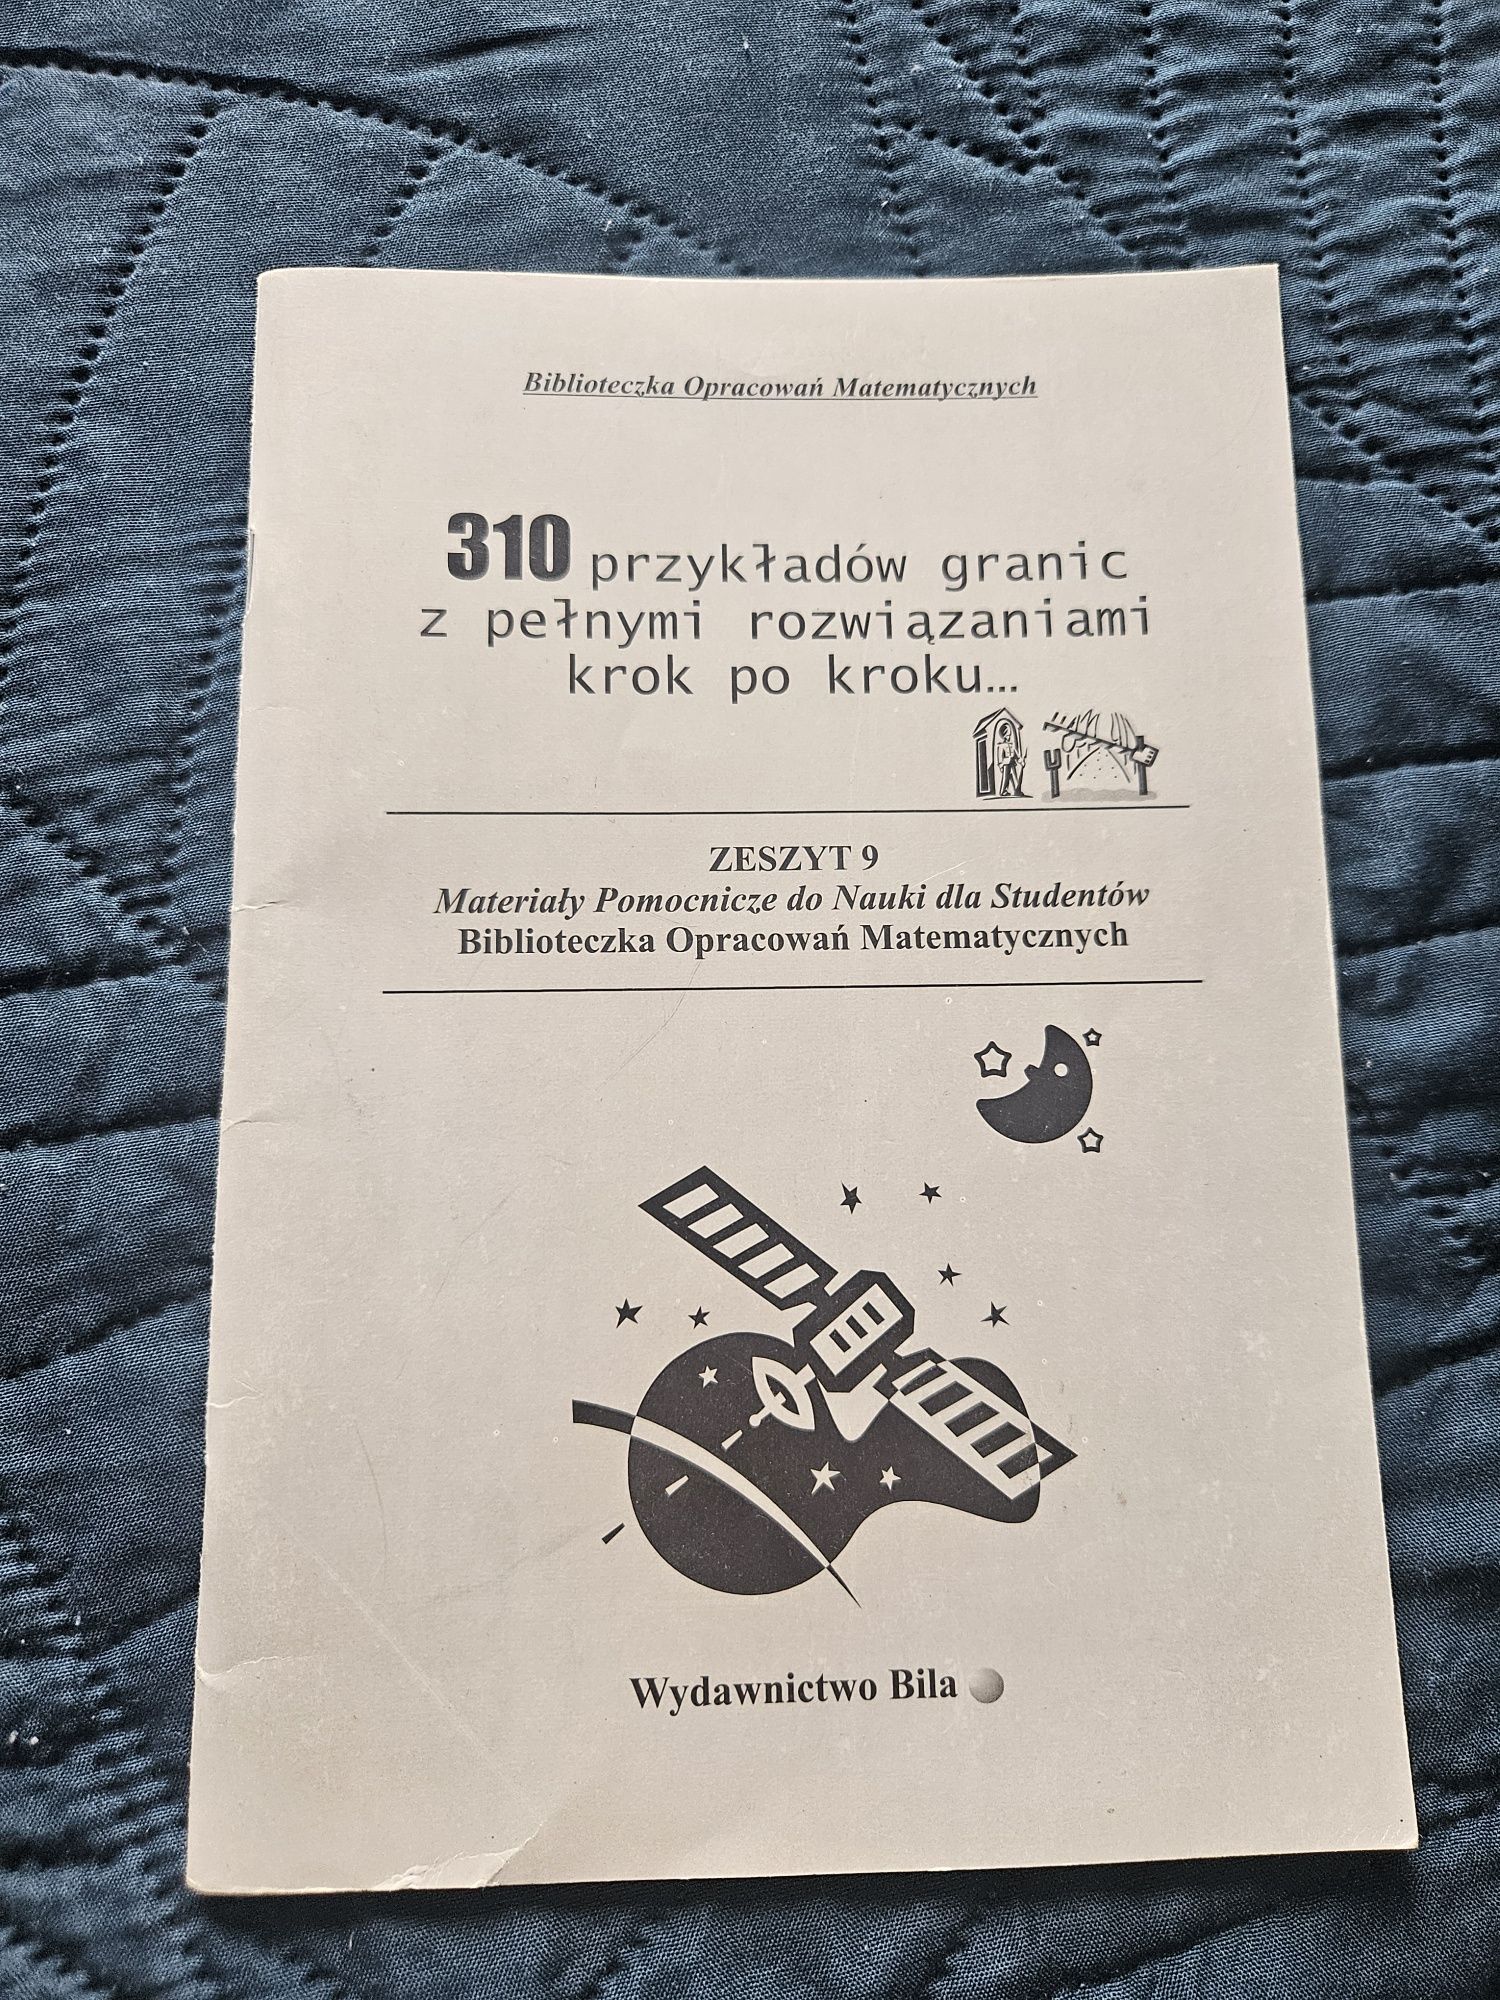 Biblioteczka Opracowań Matematycznych
310 przykładów granic
z pełnymi rozwiązaniami
krok po kroku...
ZESZYT 9
Materiały Pomocnicze do Nauki dla Studentów
Biblioteczka Opracowań Matematycznych
Wydawnictwo Bila